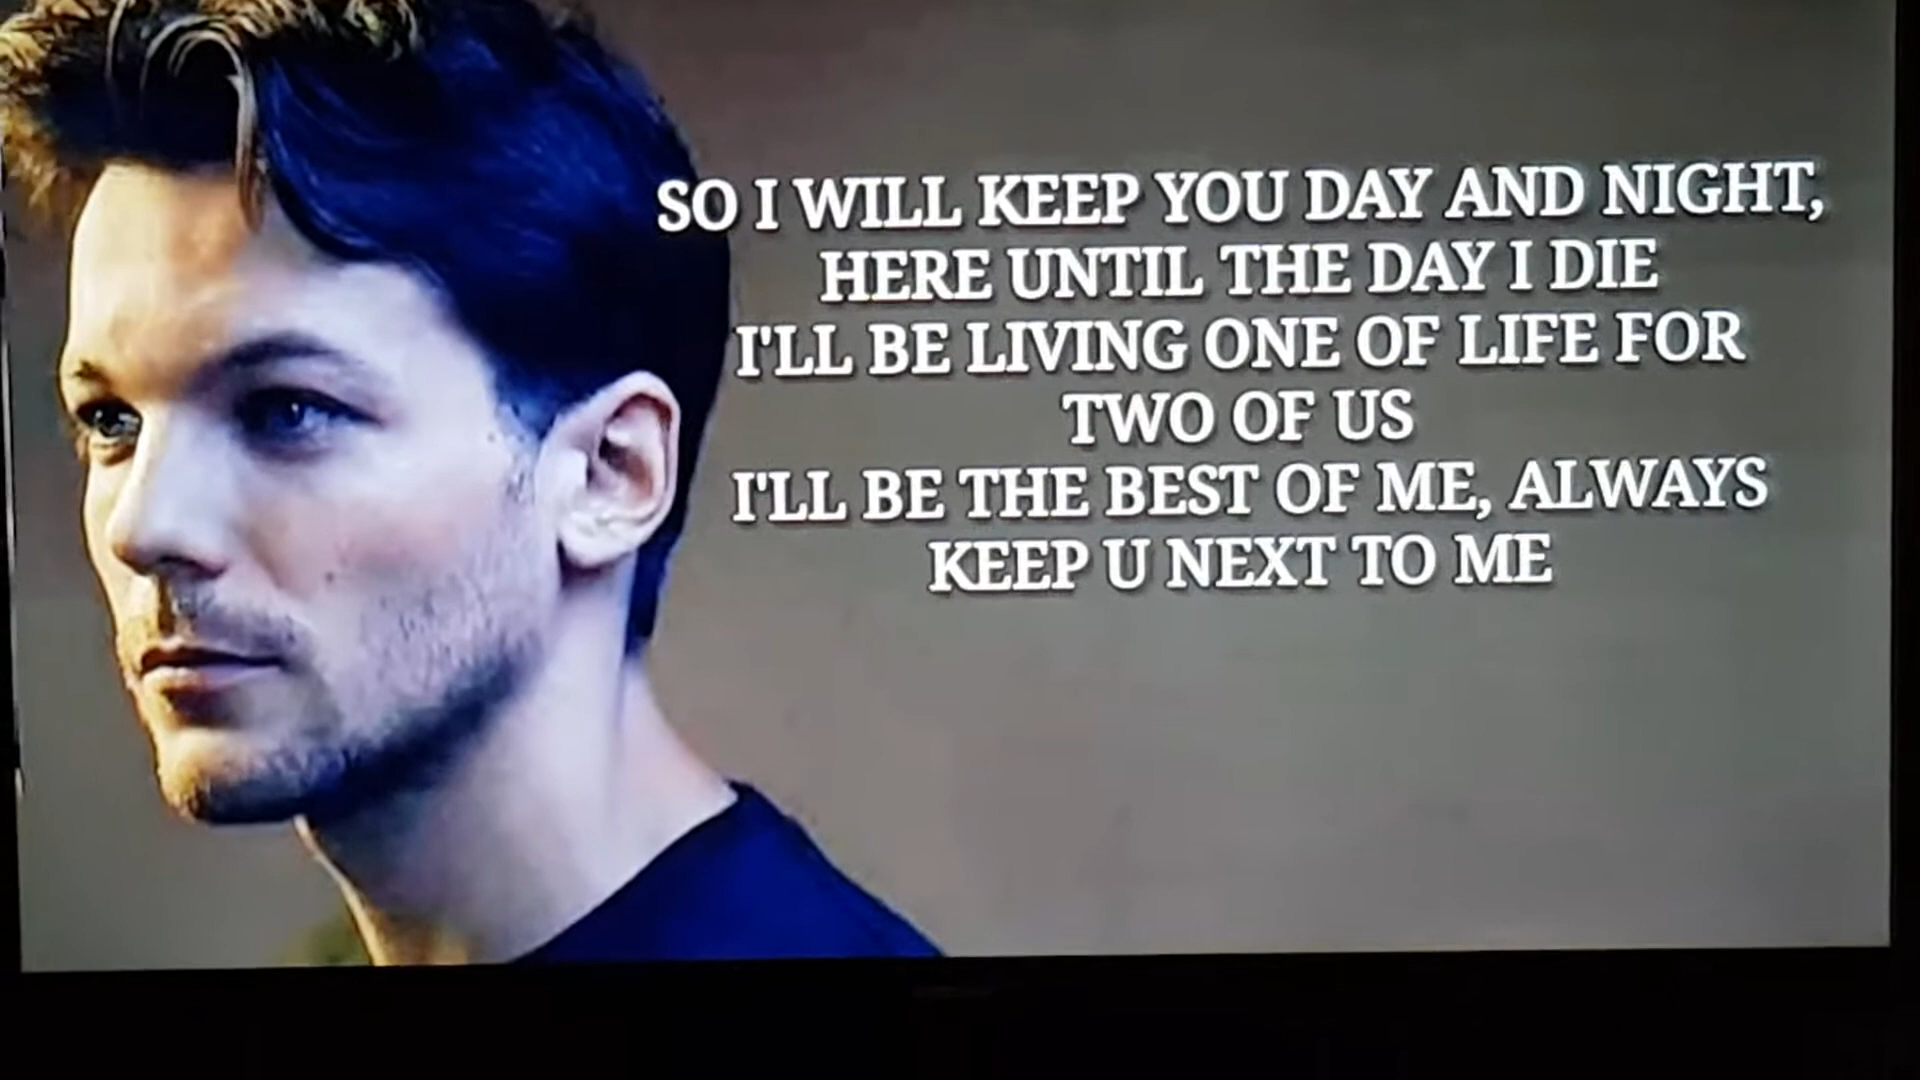 SO I WILL KEEP YOU DAY AND NIGHT,
HERE UNTIL THE DAY I DIE
I'LL BE LIVING ONE OF LIFE FOR
TWO OF US
I'LL BE THE BEST OF ME, ALWAYS
KEEP U NEXT TO ME